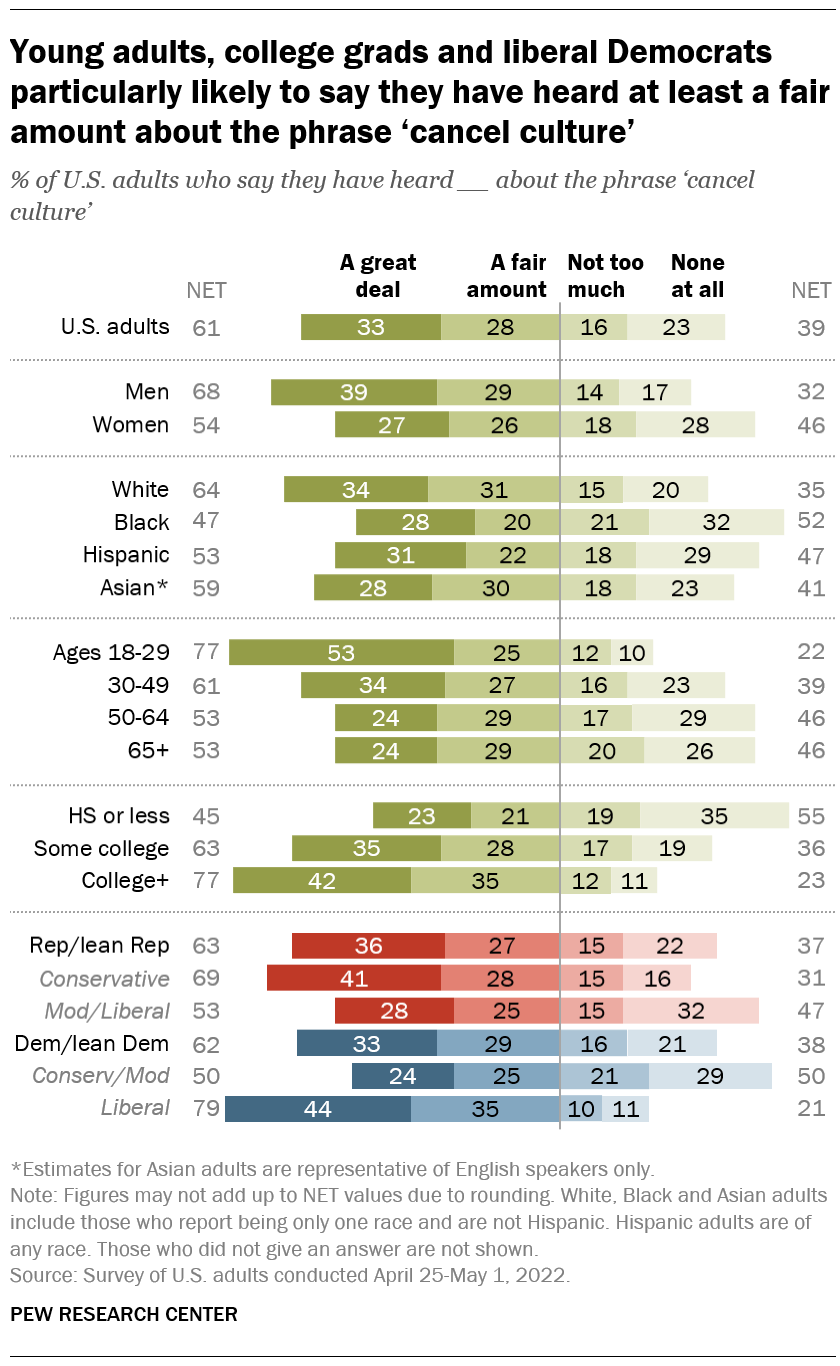 Young adults, college grads and liberal Democrats
particularly likely to say they have heard at least a fair
amount about the phrase ‘cancel culture’
% of U.S. adults who say they have heard __ about the phrase ‘cancel
culture’
NET A great deal A fair amount Not too much None at all NET
U.S. adults 61 33 28 16 23 39
Men 68 39 29 14 17 32
Women 54 27 26 18 28 46
White 64 34 31 15 20 35
Black 47 28 20 21 32 52
Hispanic 53 31 22 18 29 47
Asian* 59 28 30 18 23 41
Ages 18-29 77 53 25 12 10 22
30-49 61 34 27 16 23 39
50-64 53 24 29 17 29 46
65+ 53 24 29 20 26 46
HS or less 45 23 21 19 35 55
Some college 63 35 28 17 19 36
College+ 77 42 35 12 11 23
Rep/lean Rep 63 36 27 15 22 37
Conservative 69 41 28 15 16 31
Mod/Liberal 53 28 25 15 32 47
Dem/lean Dem 62 33 29 16 21 38
Conserv/Mod 50 24 25 21 29 50
Liberal 79 44 35 10 11 21
*Estimates for Asian adults are representative of English speakers only.
Note: Figures may not add up to NET values due to rounding. White, Black and Asian adults
include those who report being only one race and are not Hispanic. Hispanic adults are of
any race. Those who did not give an answer are not shown.
Source: Survey of U.S. adults conducted April 25-May 1, 2022.
PEW RESEARCH CENTER